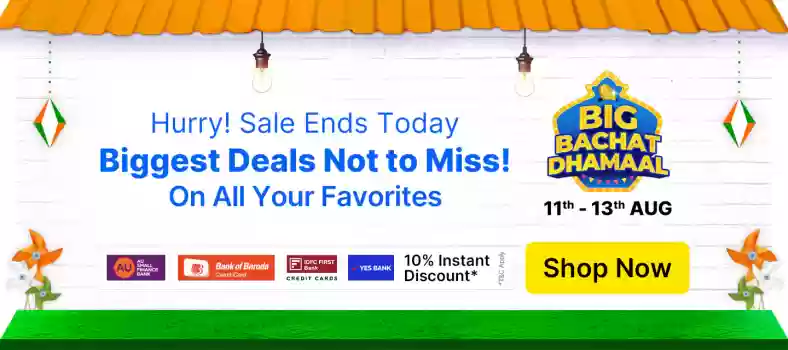 Hurry! Sale Ends Today
Biggest Deals Not to Miss!
On All Your Favorites
BIG
BACHAT
DHAMAAL
11th - 13th AUG
AU
AU
SMALL
FINANCE
BANK
Bank of Baroda
CreditCard
IDFC FIRST
Bank
CREDIT CARDS
YES BANK
10% Instant
Discount*
*T&C Apply
Shop Now